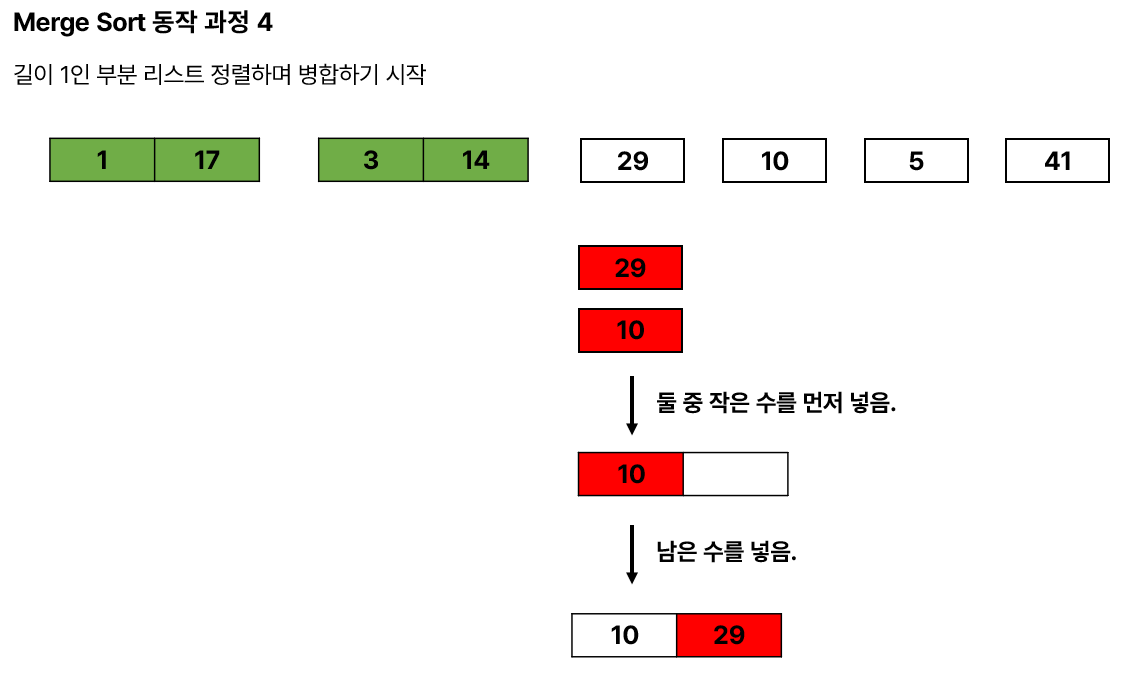 Merge Sort 동작 과정 4
길이 1인 부분 리스트 정렬하며 병합하기 시작
1 17 3 14 29 10 5 41
29
10
둘 중 작은 수를 먼저 넣음.
10
남은 수를 넣음.
10 29